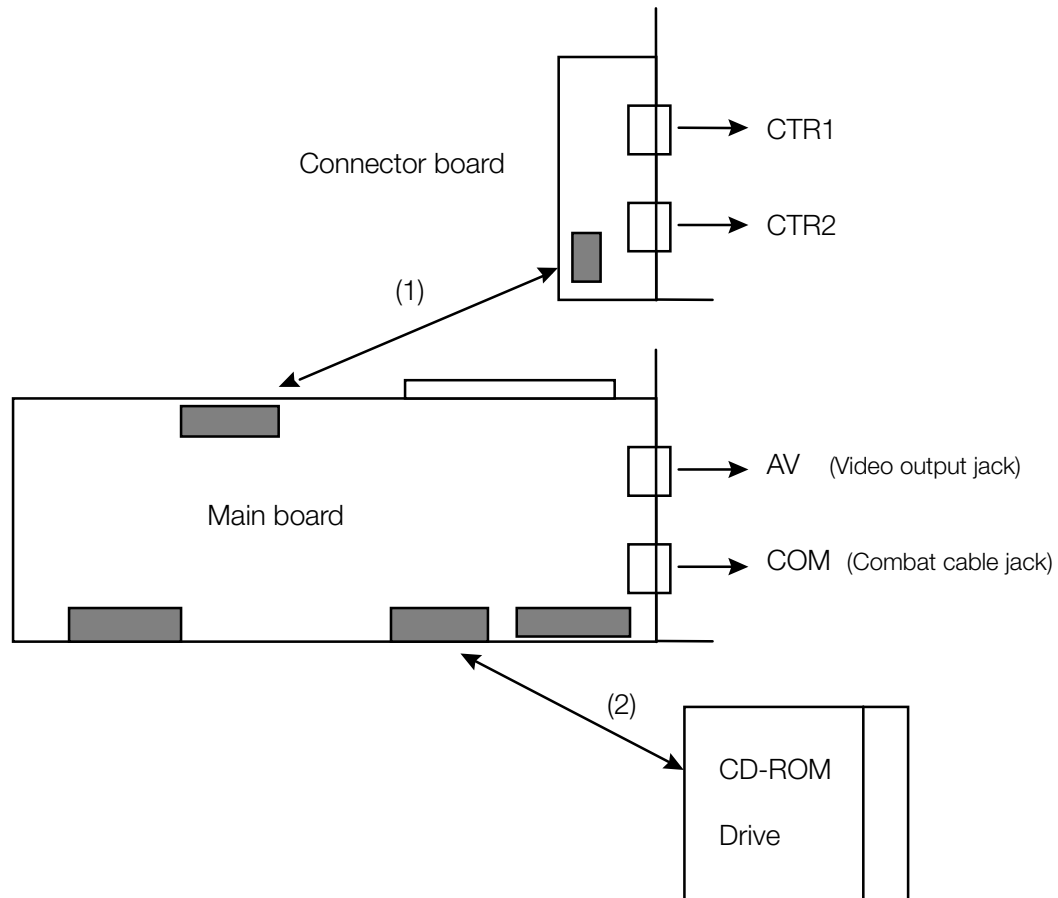 CTR1
Connector board
CTR2
(1)
AV (Video output jack)
Main board
COM (Combat cable jack)
(2)
CD-ROM
Drive